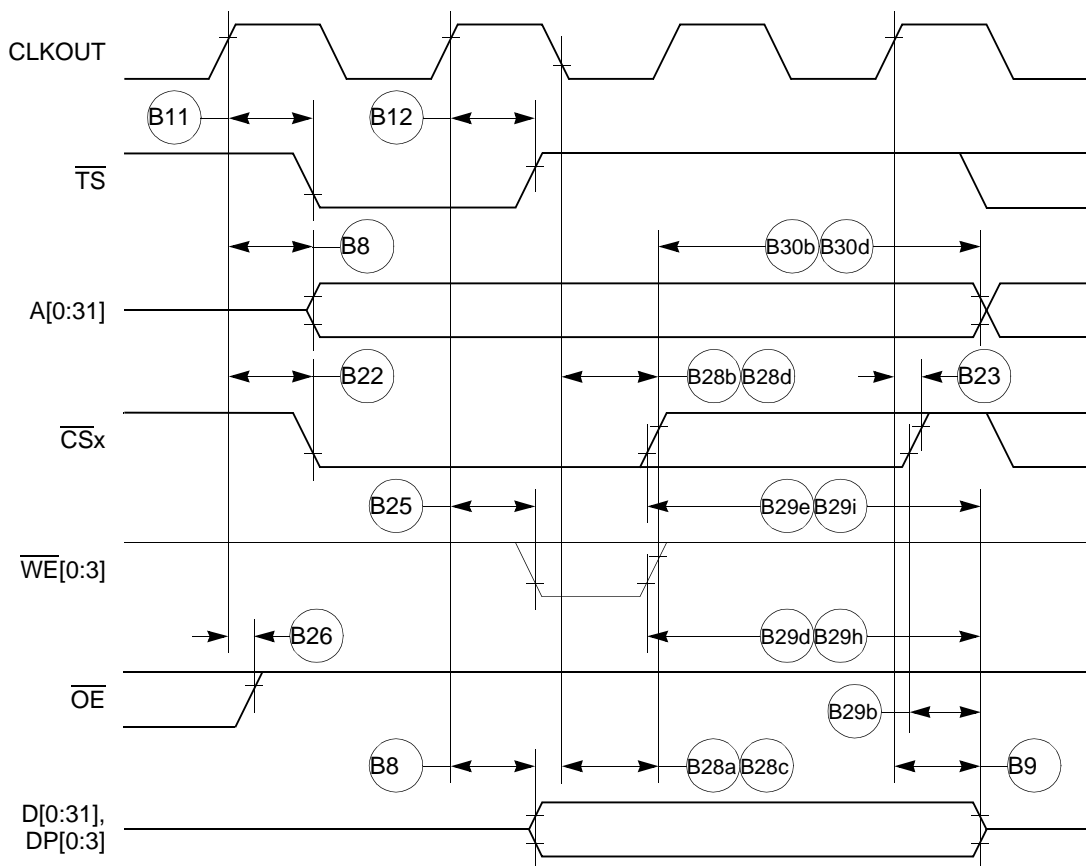 CLKOUT
B11
B12
TS
B8
B30b B30d
A[0:31]
B22
B28b B28d
B23
CSx
B25
B29e B29i
WE[0:3]
B26
B29d B29h
OE
B29b
B8
B28a B28c
B9
D[0:31],
DP[0:3]